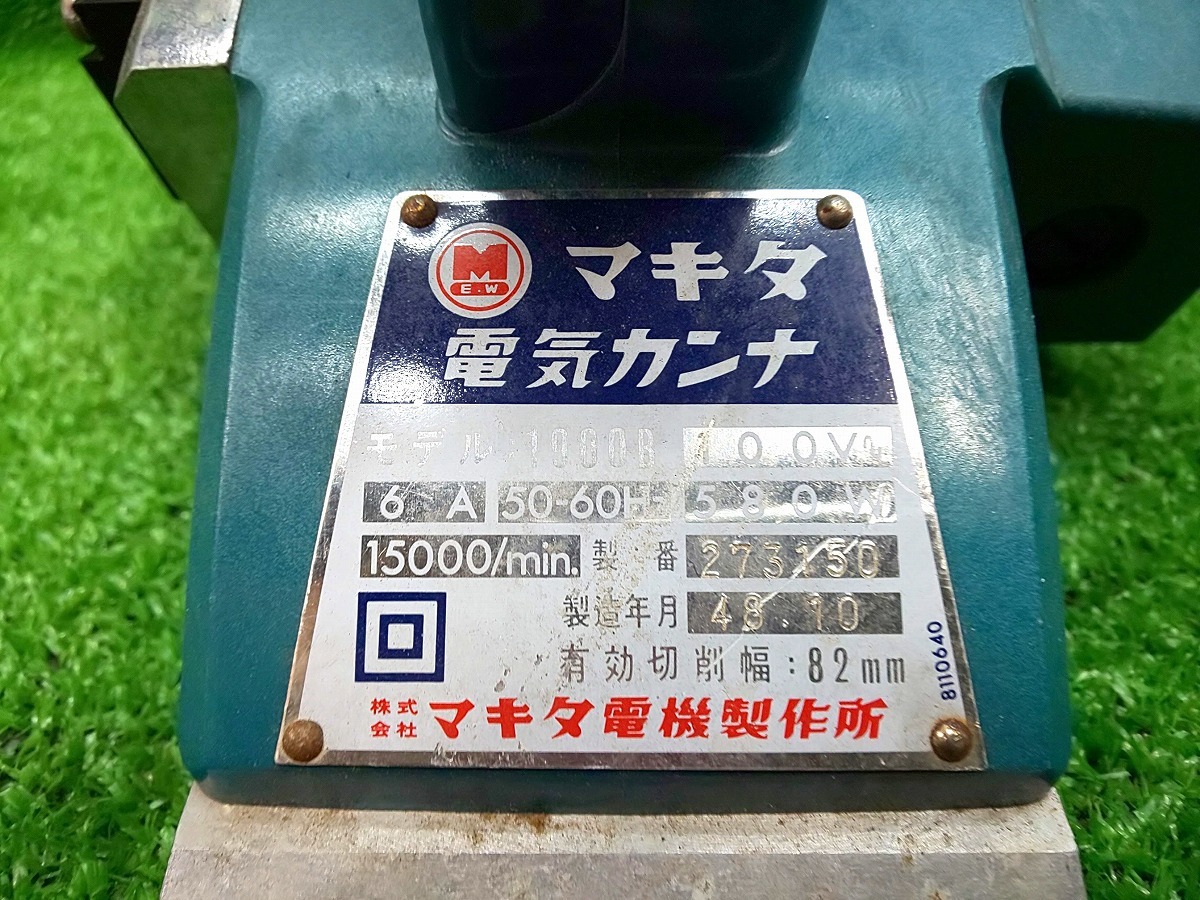 M
E.W
マキタ
電気カンナ
モデル 1000B 100V
6 A 50-60Hz 580W
15000/min. 製 番 273150
製造年月 48 10
有効切削幅:82mm
8110640
株式会社 マキタ電機製作所